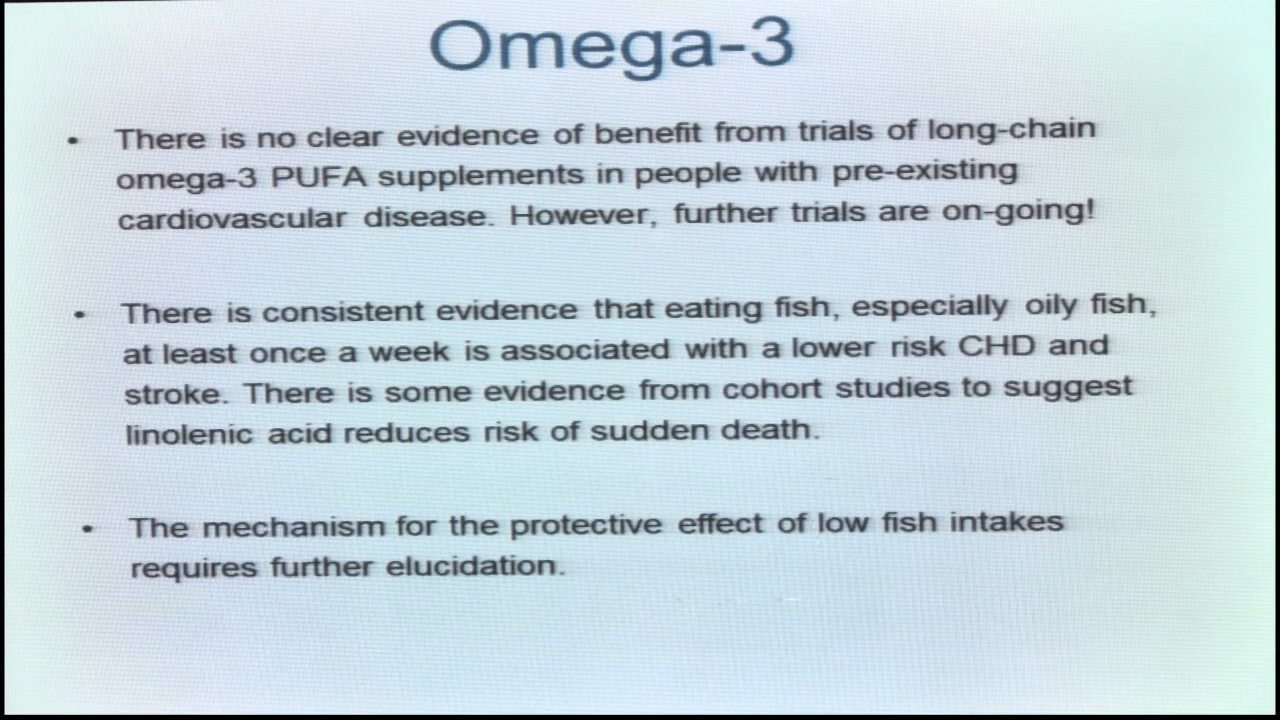 Omega-3
• There is no clear evidence of benefit from trials of long-chain
omega-3 PUFA supplements in people with pre-existing
cardiovascular disease. However, further trials are on-going!
• There is consistent evidence that eating fish, especially oily fish,
at least once a week is associated with a lower risk CHD and
stroke. There is some evidence from cohort studies to suggest
linolenic acid reduces risk of sudden death.
• The mechanism for the protective effect of low fish intakes
requires further elucidation.